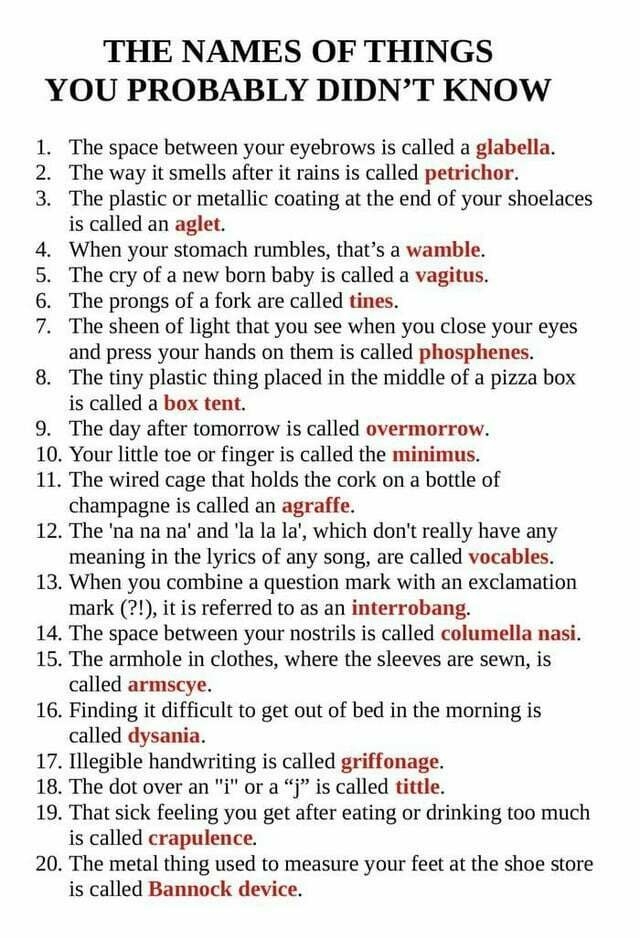 THE NAMES OF THINGS
YOU PROBABLY DIDN’T KNOW
1. The space between your eyebrows is called a glabella.
2. The way it smells after it rains is called petrichor.
3. The plastic or metallic coating at the end of your shoelaces
is called an aglet.
4. When your stomach rumbles, that’s a wamble.
5. The cry of a new born baby is called a vagitus.
6. The prongs of a fork are called tines.
7. The sheen of light that you see when you close your eyes
and press your hands on them is called phosphenes.
8. The tiny plastic thing placed in the middle of a pizza box
is called a box tent.
9. The day after tomorrow is called overmorrow.
10. Your little toe or finger is called the minimus.
11. The wired cage that holds the cork on a bottle of
champagne is called an agraffe.
12. The 'na na na' and 'la la la', which don't really have any
meaning in the lyrics of any song, are called vocables.
13. When you combine a question mark with an exclamation
mark (?!), it is referred to as an interrobang.
14. The space between your nostrils is called columella nasi.
15. The armhole in clothes, where the sleeves are sewn, is
called armscye.
16. Finding it difficult to get out of bed in the morning is
called dysania.
17. Illegible handwriting is called griffonage.
18. The dot over an "i" or a “j” is called tittle.
19. That sick feeling you get after eating or drinking too much
is called crapulence.
20. The metal thing used to measure your feet at the shoe store
is called Bannock device.